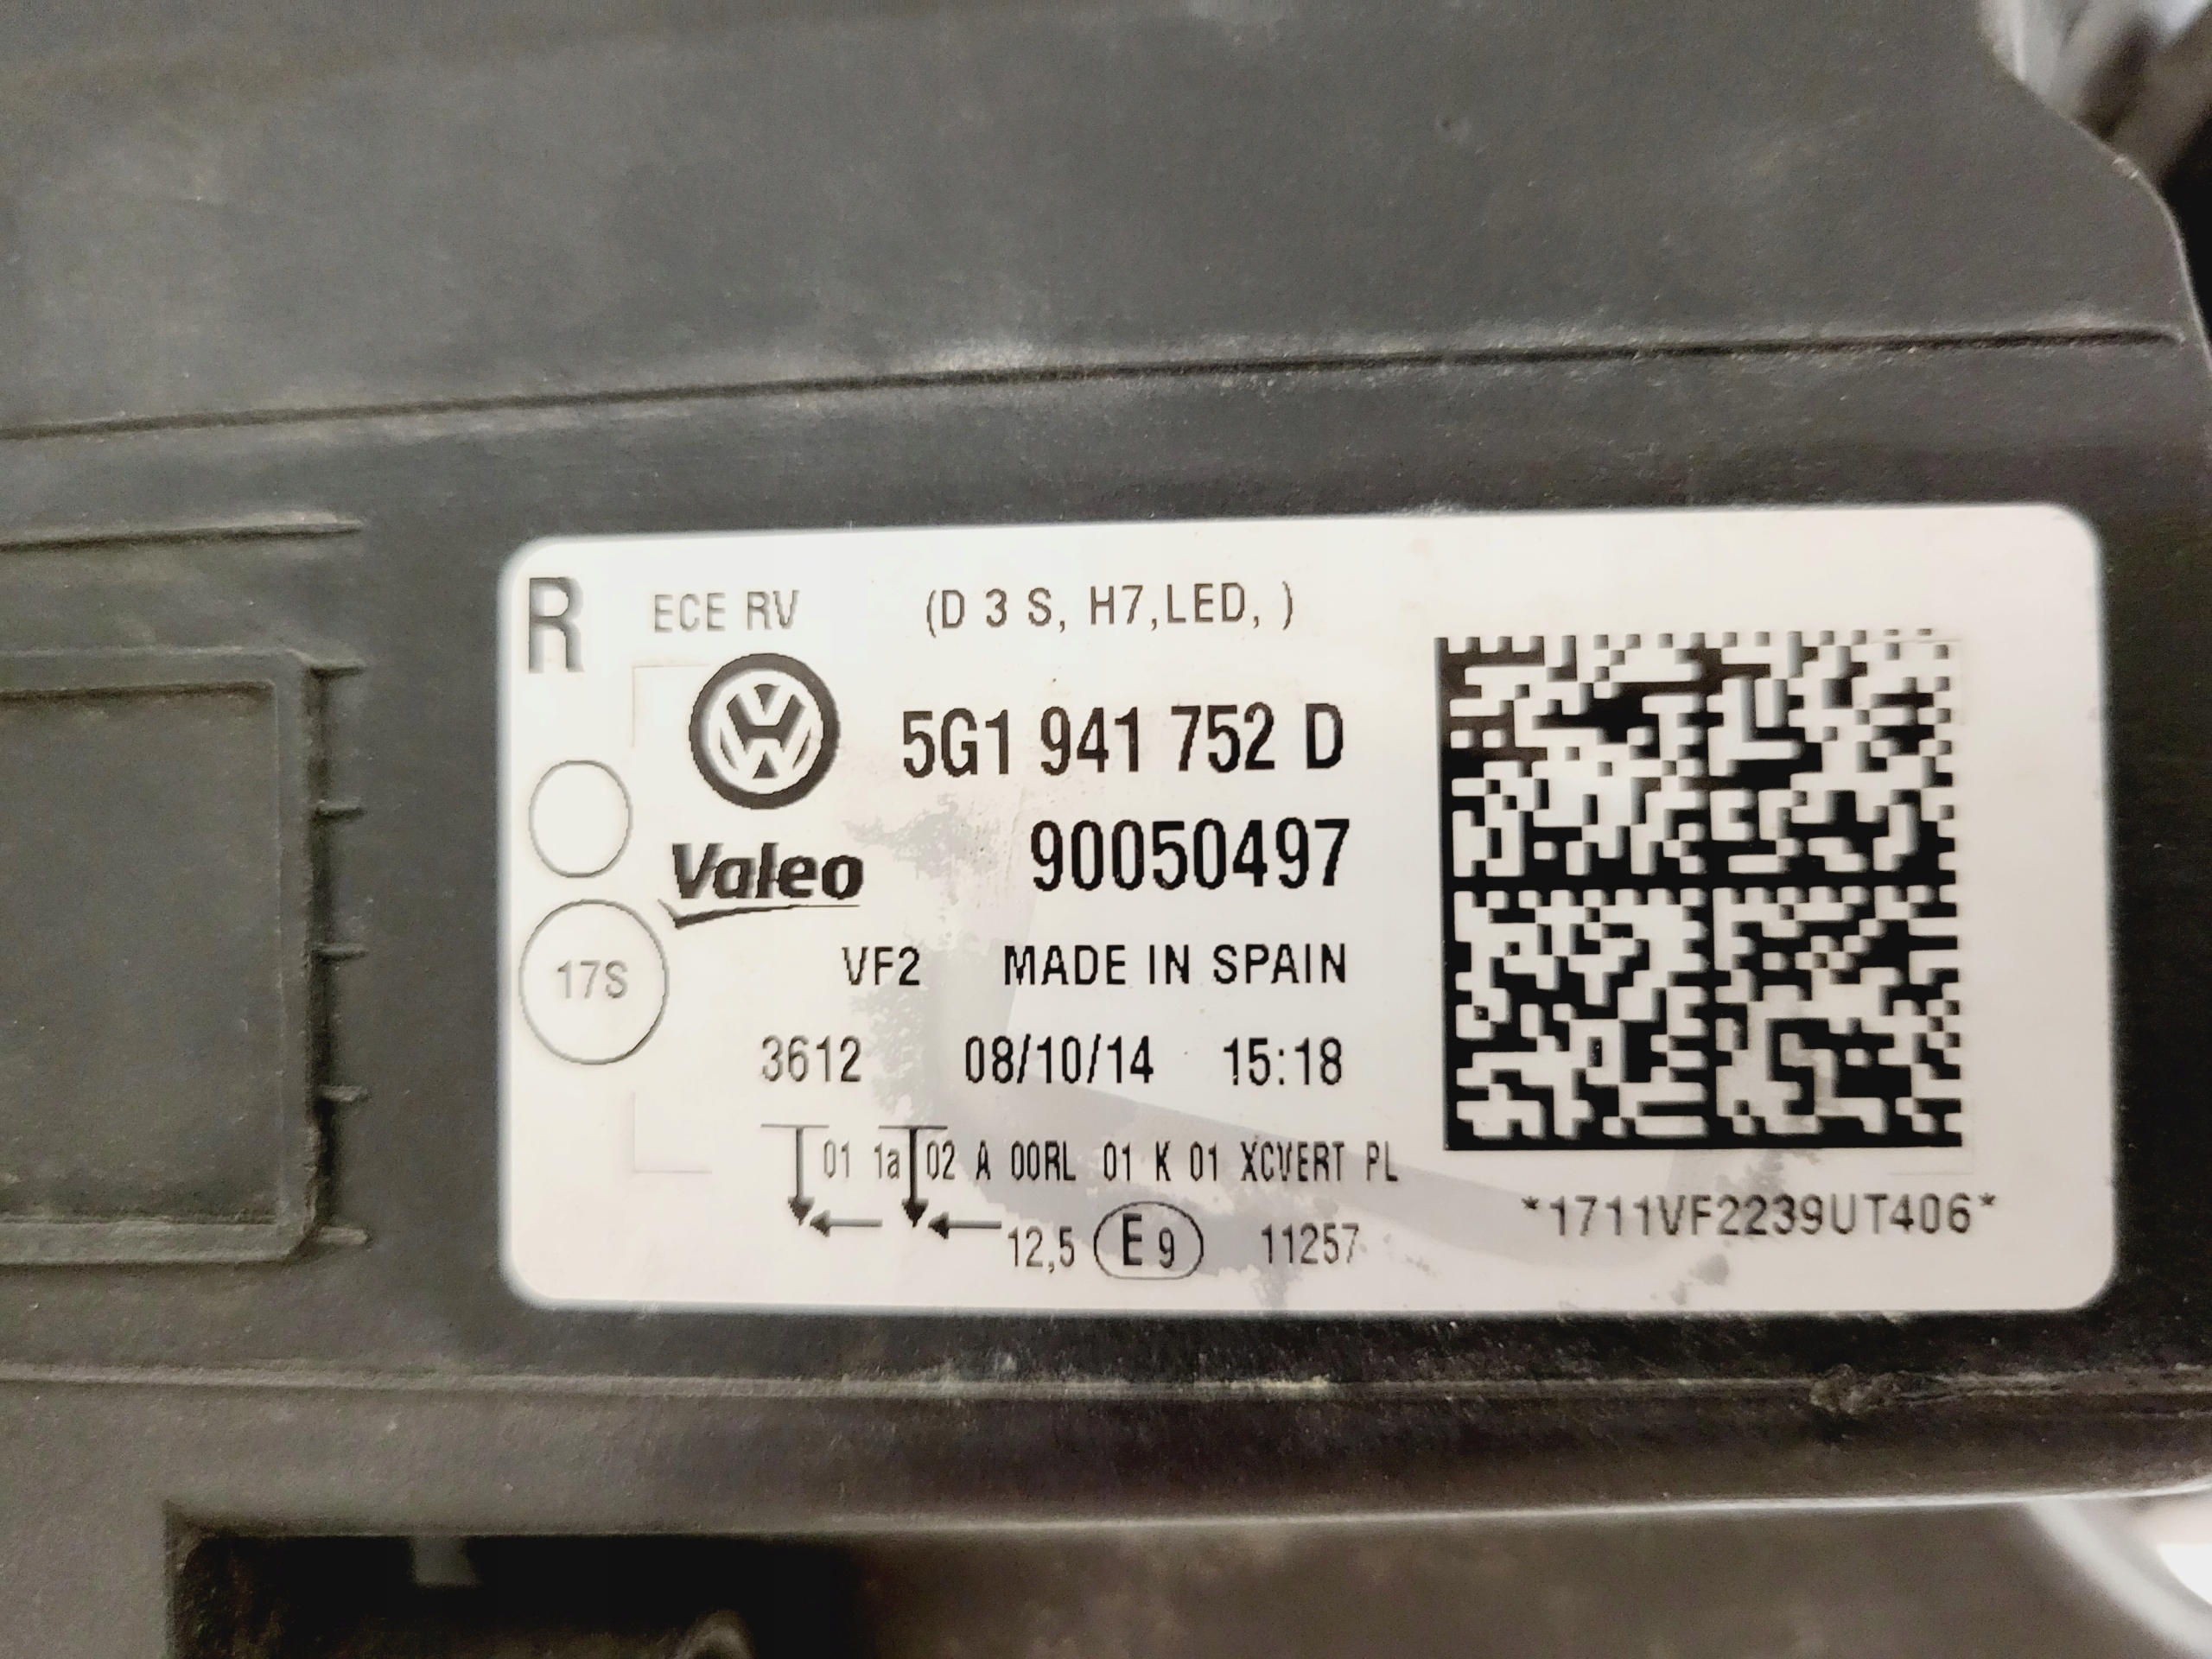 R ECE RV (D 3 S, H7,LED, )
5G1 941 752 D
Valeo 90050497
17S VF2 MADE IN SPAIN
3612 08/10/14 15:18
01 1a 02 A 00RL 01 K 01 XCVERT PL
12,5 E 9 11257
*1711VF2239UT406*